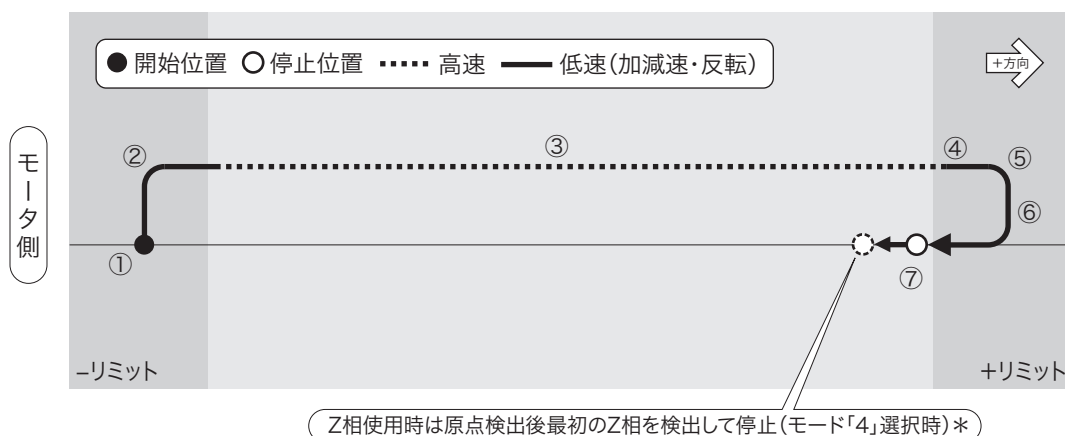 ●開始位置 ○停止位置 ••••• 高速 ── 低速(加減速・反転)
+方向
モータ側
②
③
④
⑤
⑥
①
⑦
−リミット
+リミット
Z相使用時は原点検出後最初のZ相を検出して停止(モード「4」選択時)*